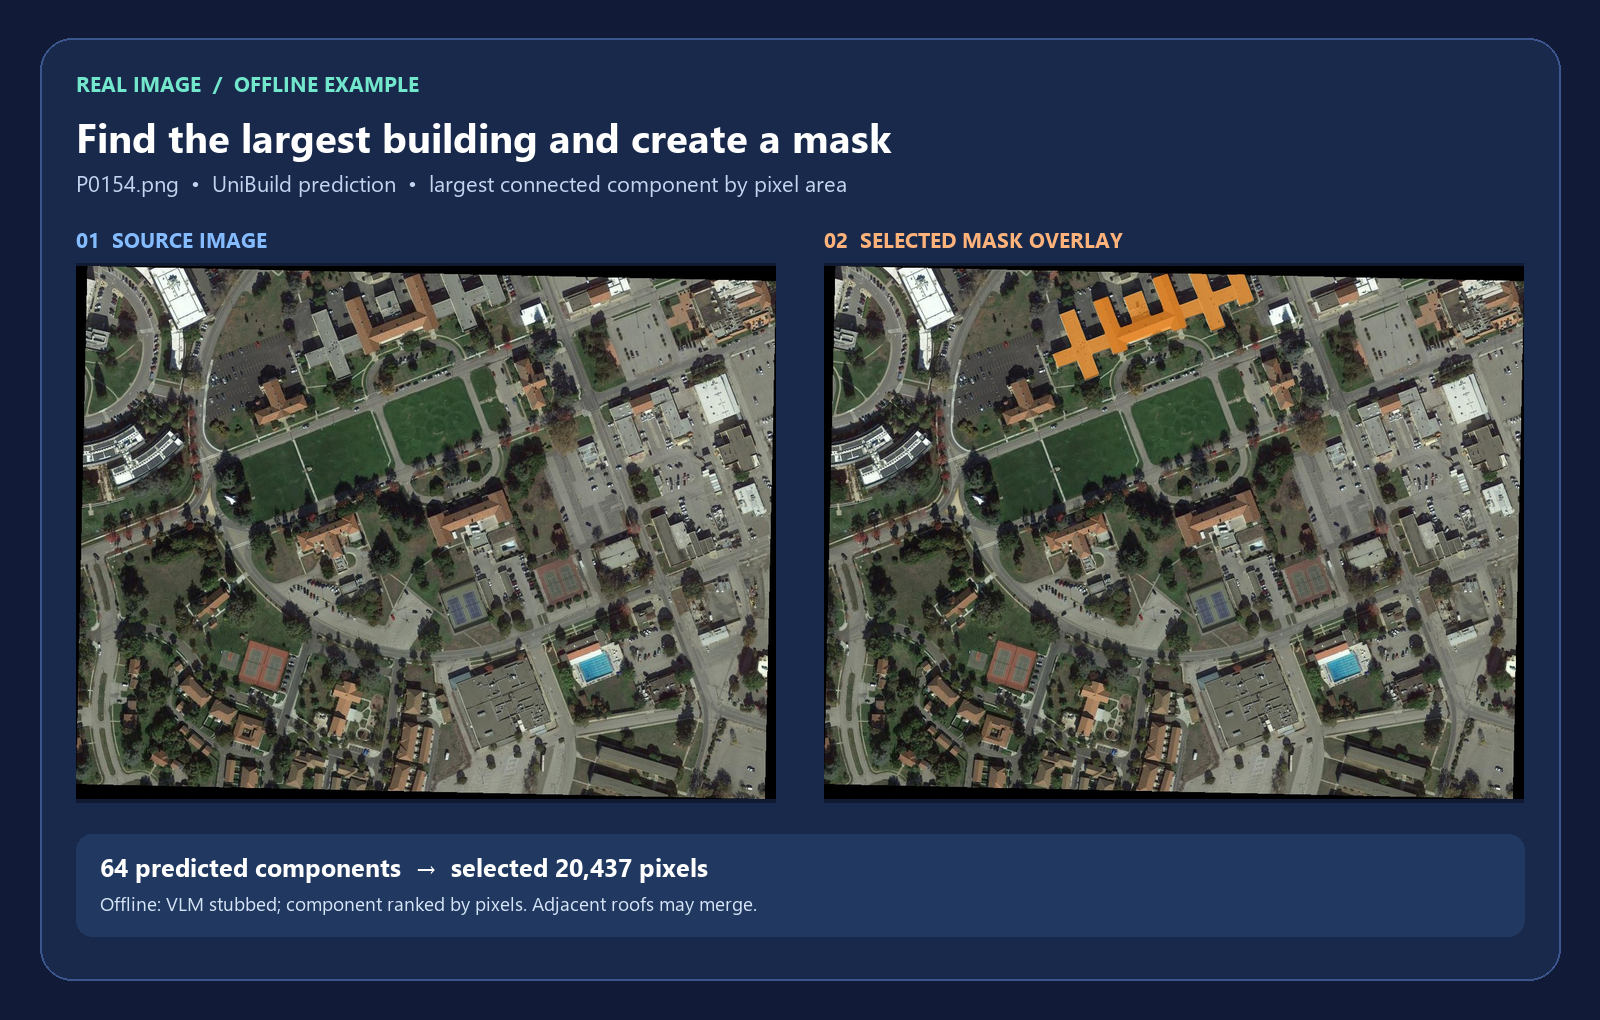 REAL IMAGE / OFFLINE EXAMPLE
Find the largest building and create a mask
P0154.png • UniBuild prediction • largest connected component by pixel area
01 SOURCE IMAGE
02 SELECTED MASK OVERLAY
64 predicted components → selected 20,437 pixels
Offline: VLM stubbed; component ranked by pixels. Adjacent roofs may merge.